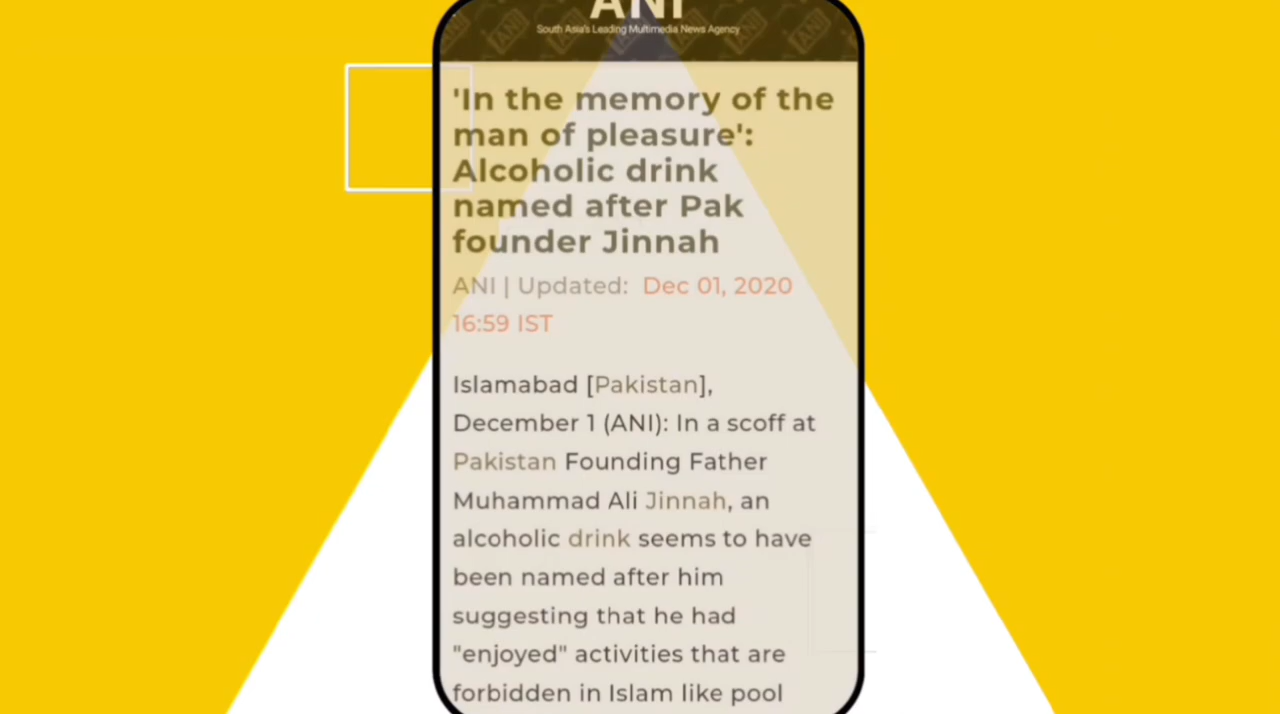 ANI
South Asia's Leading Multimedia News Agency
'In the memory of the
man of pleasure':
Alcoholic drink
named after Pak
founder Jinnah
ANI | Updated: Dec 01, 2020
16:59 IST
Islamabad [Pakistan],
December 1 (ANI): In a scoff at
Pakistan Founding Father
Muhammad Ali Jinnah, an
alcoholic drink seems to have
been named after him
suggesting that he had
"enjoyed" activities that are
forbidden in Islam like pool